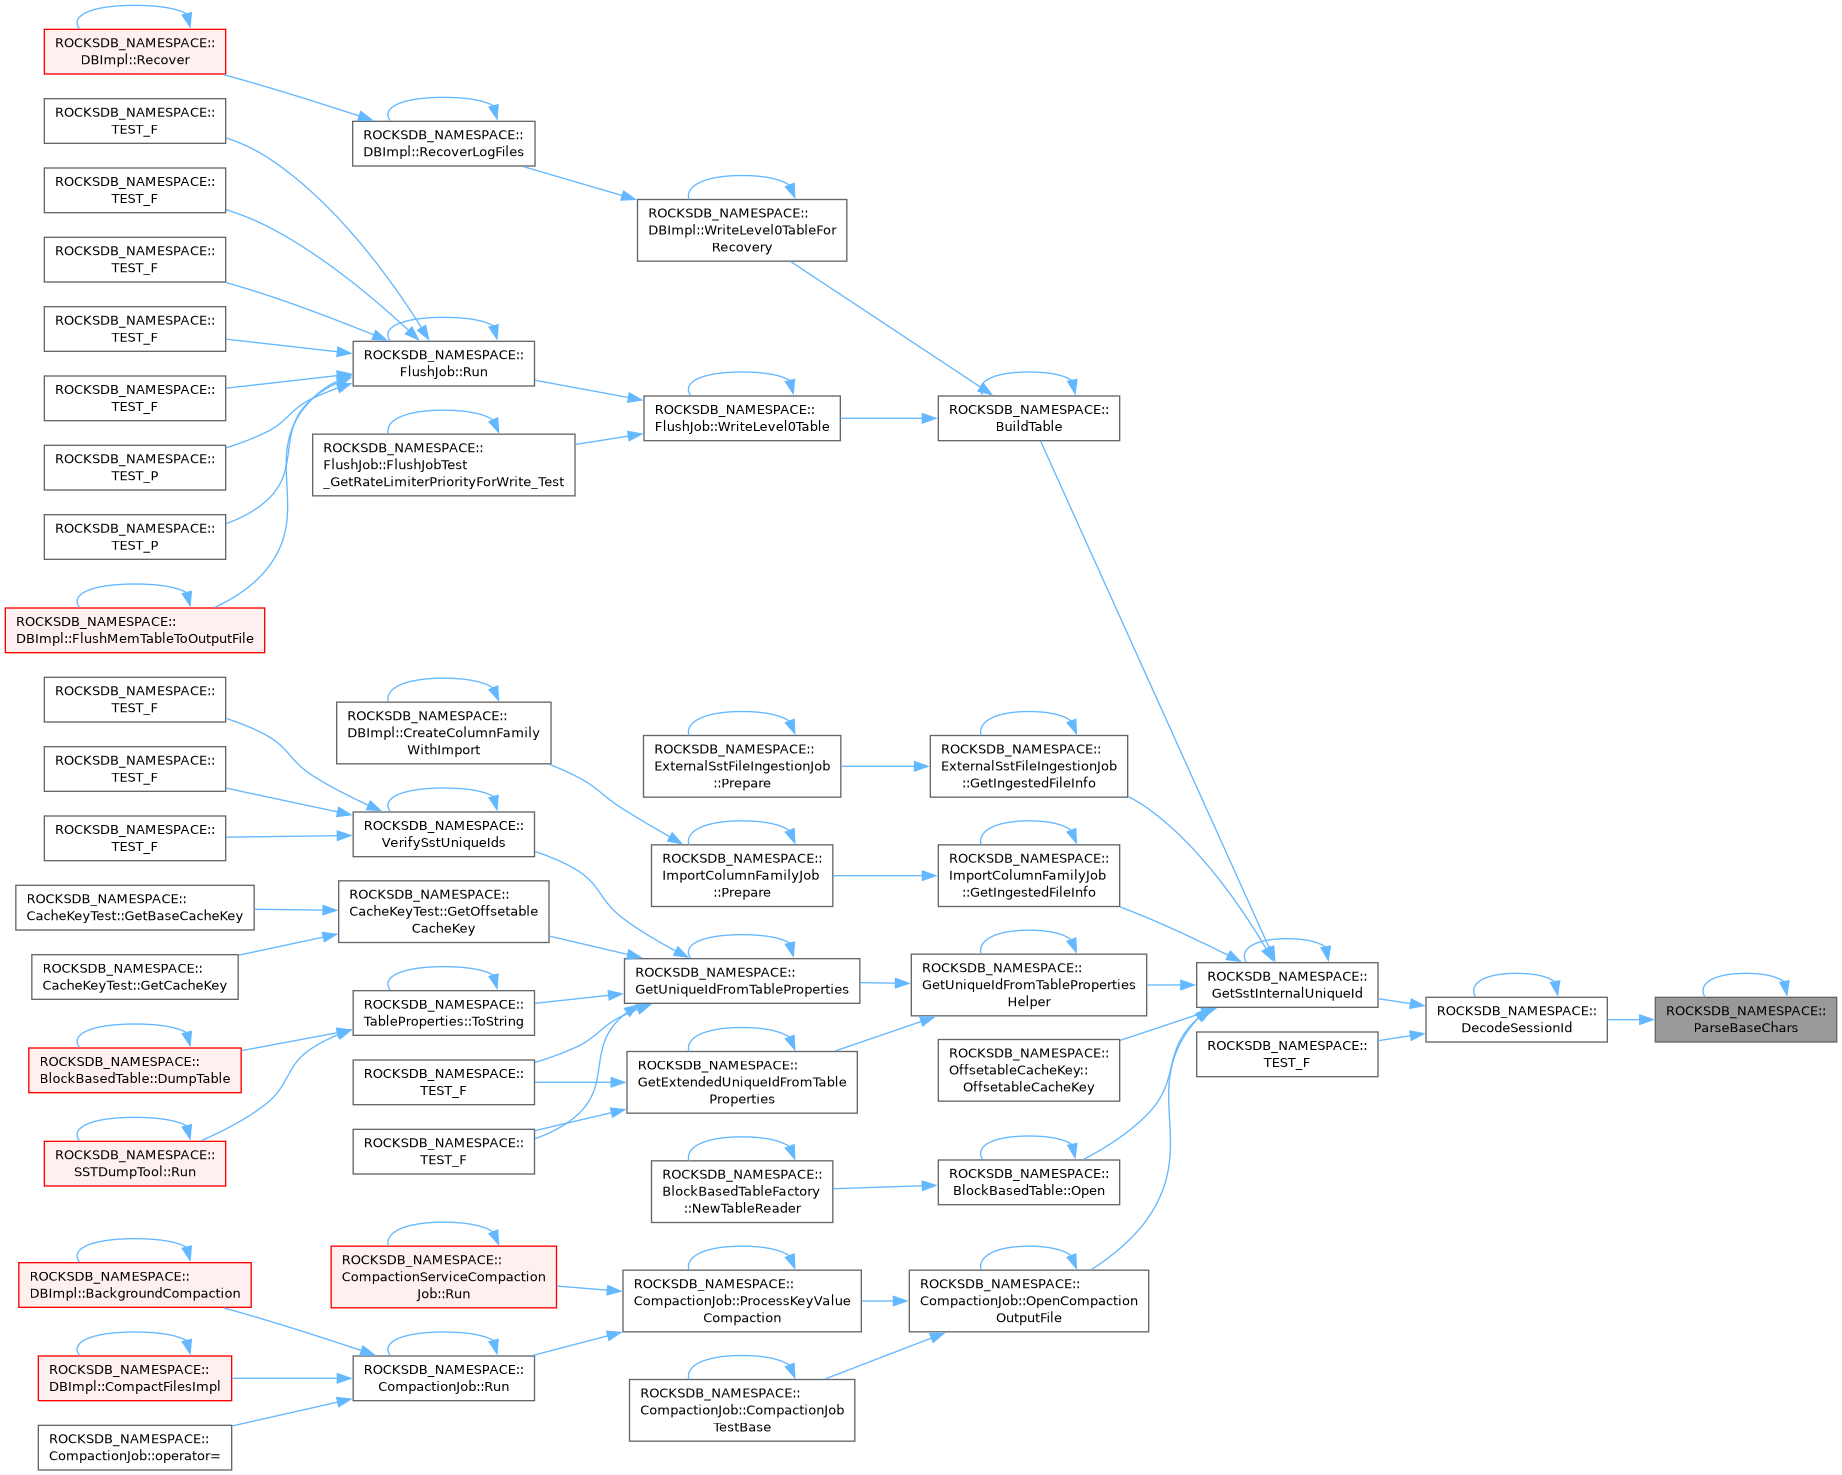 ROCKSDB_NAMESPACE::
DBImpl::Recover
ROCKSDB_NAMESPACE::
TEST_F
ROCKSDB_NAMESPACE::
TEST_F
ROCKSDB_NAMESPACE::
TEST_F
ROCKSDB_NAMESPACE::
TEST_F
ROCKSDB_NAMESPACE::
TEST_F
ROCKSDB_NAMESPACE::
TEST_P
ROCKSDB_NAMESPACE::
TEST_P
ROCKSDB_NAMESPACE::
DBImpl::FlushMemTableToOutputFile
ROCKSDB_NAMESPACE::
TEST_F
ROCKSDB_NAMESPACE::
TEST_F
ROCKSDB_NAMESPACE::
TEST_F
ROCKSDB_NAMESPACE::
CacheKeyTest::GetBaseCacheKey
ROCKSDB_NAMESPACE::
CacheKeyTest::GetCacheKey
ROCKSDB_NAMESPACE::
BlockBasedTable::DumpTable
ROCKSDB_NAMESPACE::
SSTDumpTool::Run
ROCKSDB_NAMESPACE::
DBImpl::BackgroundCompaction
ROCKSDB_NAMESPACE::
DBImpl::CompactFilesImpl
ROCKSDB_NAMESPACE::
CompactionJob::operator=
ROCKSDB_NAMESPACE::
DBImpl::RecoverLogFiles
ROCKSDB_NAMESPACE::
FlushJob::Run
ROCKSDB_NAMESPACE::
FlushJob::FlushJobTest
_GetRateLimiterPriorityForWrite_Test
ROCKSDB_NAMESPACE::
DBImpl::CreateColumnFamily
WithImport
ROCKSDB_NAMESPACE::
VerifySstUniqueIds
ROCKSDB_NAMESPACE::
CacheKeyTest::GetOffsetable
CacheKey
ROCKSDB_NAMESPACE::
TableProperties::ToString
ROCKSDB_NAMESPACE::
TEST_F
ROCKSDB_NAMESPACE::
TEST_F
ROCKSDB_NAMESPACE::
CompactionServiceCompaction
Job::Run
ROCKSDB_NAMESPACE::
CompactionJob::Run
ROCKSDB_NAMESPACE::
DBImpl::WriteLevel0TableFor
Recovery
ROCKSDB_NAMESPACE::
FlushJob::WriteLevel0Table
ROCKSDB_NAMESPACE::
ExternalSstFileIngestionJob
::Prepare
ROCKSDB_NAMESPACE::
ImportColumnFamilyJob
::Prepare
ROCKSDB_NAMESPACE::
GetUniqueIdFromTableProperties
ROCKSDB_NAMESPACE::
GetExtendedUniqueIdFromTable
Properties
ROCKSDB_NAMESPACE::
BlockBasedTableFactory
::NewTableReader
ROCKSDB_NAMESPACE::
CompactionJob::ProcessKeyValue
Compaction
ROCKSDB_NAMESPACE::
CompactionJob::CompactionJob
TestBase
ROCKSDB_NAMESPACE::
BuildTable
ROCKSDB_NAMESPACE::
ExternalSstFileIngestionJob
::GetIngestedFileInfo
ROCKSDB_NAMESPACE::
ImportColumnFamilyJob
::GetIngestedFileInfo
ROCKSDB_NAMESPACE::
GetUniqueIdFromTableProperties
Helper
ROCKSDB_NAMESPACE::
OffsetableCacheKey::
OffsetableCacheKey
ROCKSDB_NAMESPACE::
BlockBasedTable::Open
ROCKSDB_NAMESPACE::
CompactionJob::OpenCompaction
OutputFile
ROCKSDB_NAMESPACE::
GetSstInternalUniqueId
ROCKSDB_NAMESPACE::
TEST_F
ROCKSDB_NAMESPACE::
DecodeSessionId
ROCKSDB_NAMESPACE::
ParseBaseChars